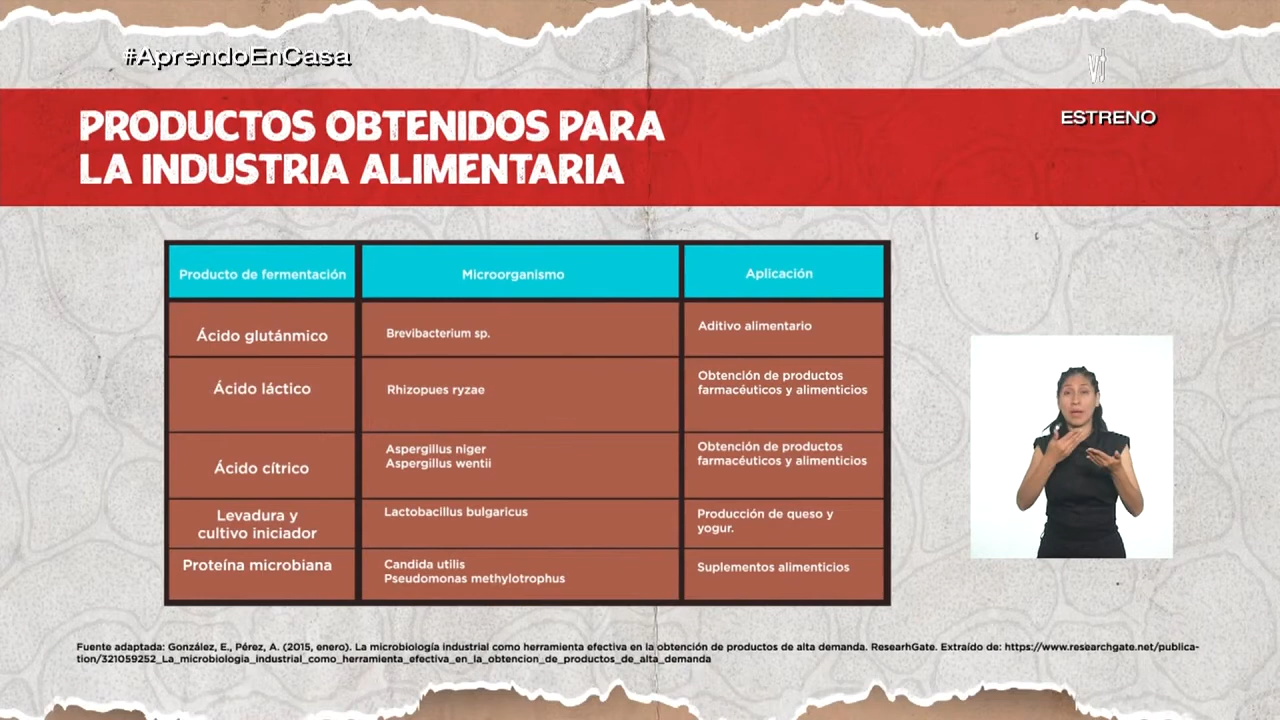 #AprendoEnCasa
ESTRENO
PRODUCTOS OBTENIDOS PARA
LA INDUSTRIA ALIMENTARIA
Producto de fermentación
Microorganismo
Aplicación
Ácido glutánmico
Brevibacterium sp.
Aditivo alimentario
Ácido láctico
Rhizopues ryzae
Obtención de productos
farmacéuticos y alimenticios
Ácido cítrico
Aspergillus niger
Aspergillus wentii
Obtención de productos
farmacéuticos y alimenticios
Levadura y
cultivo iniciador
Lactobacillus bulgaricus
Producción de queso y
yogur.
Proteína microbiana
Candida utilis
Pseudomonas methylotrophus
Suplementos alimenticios
Fuente adaptada: González, E., Pérez, A. (2015, enero). La microbiología industrial como herramienta efectiva en la obtención de productos de alta demanda. ResearhGate. Extraído de: https://www.researchgate.net/publica-
tion/321059252_La_microbiologia_industrial_como_herramienta_efectiva_en_la_obtencion_de_productos_de_alta_demanda